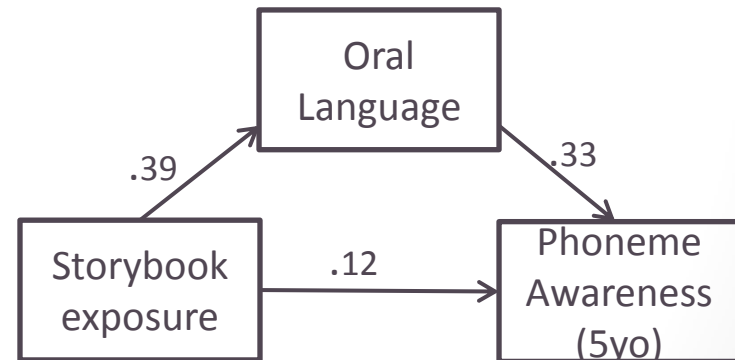 Oral
Language
.39
.33
Storybook
exposure
.12
Phoneme
Awareness
(5yo)